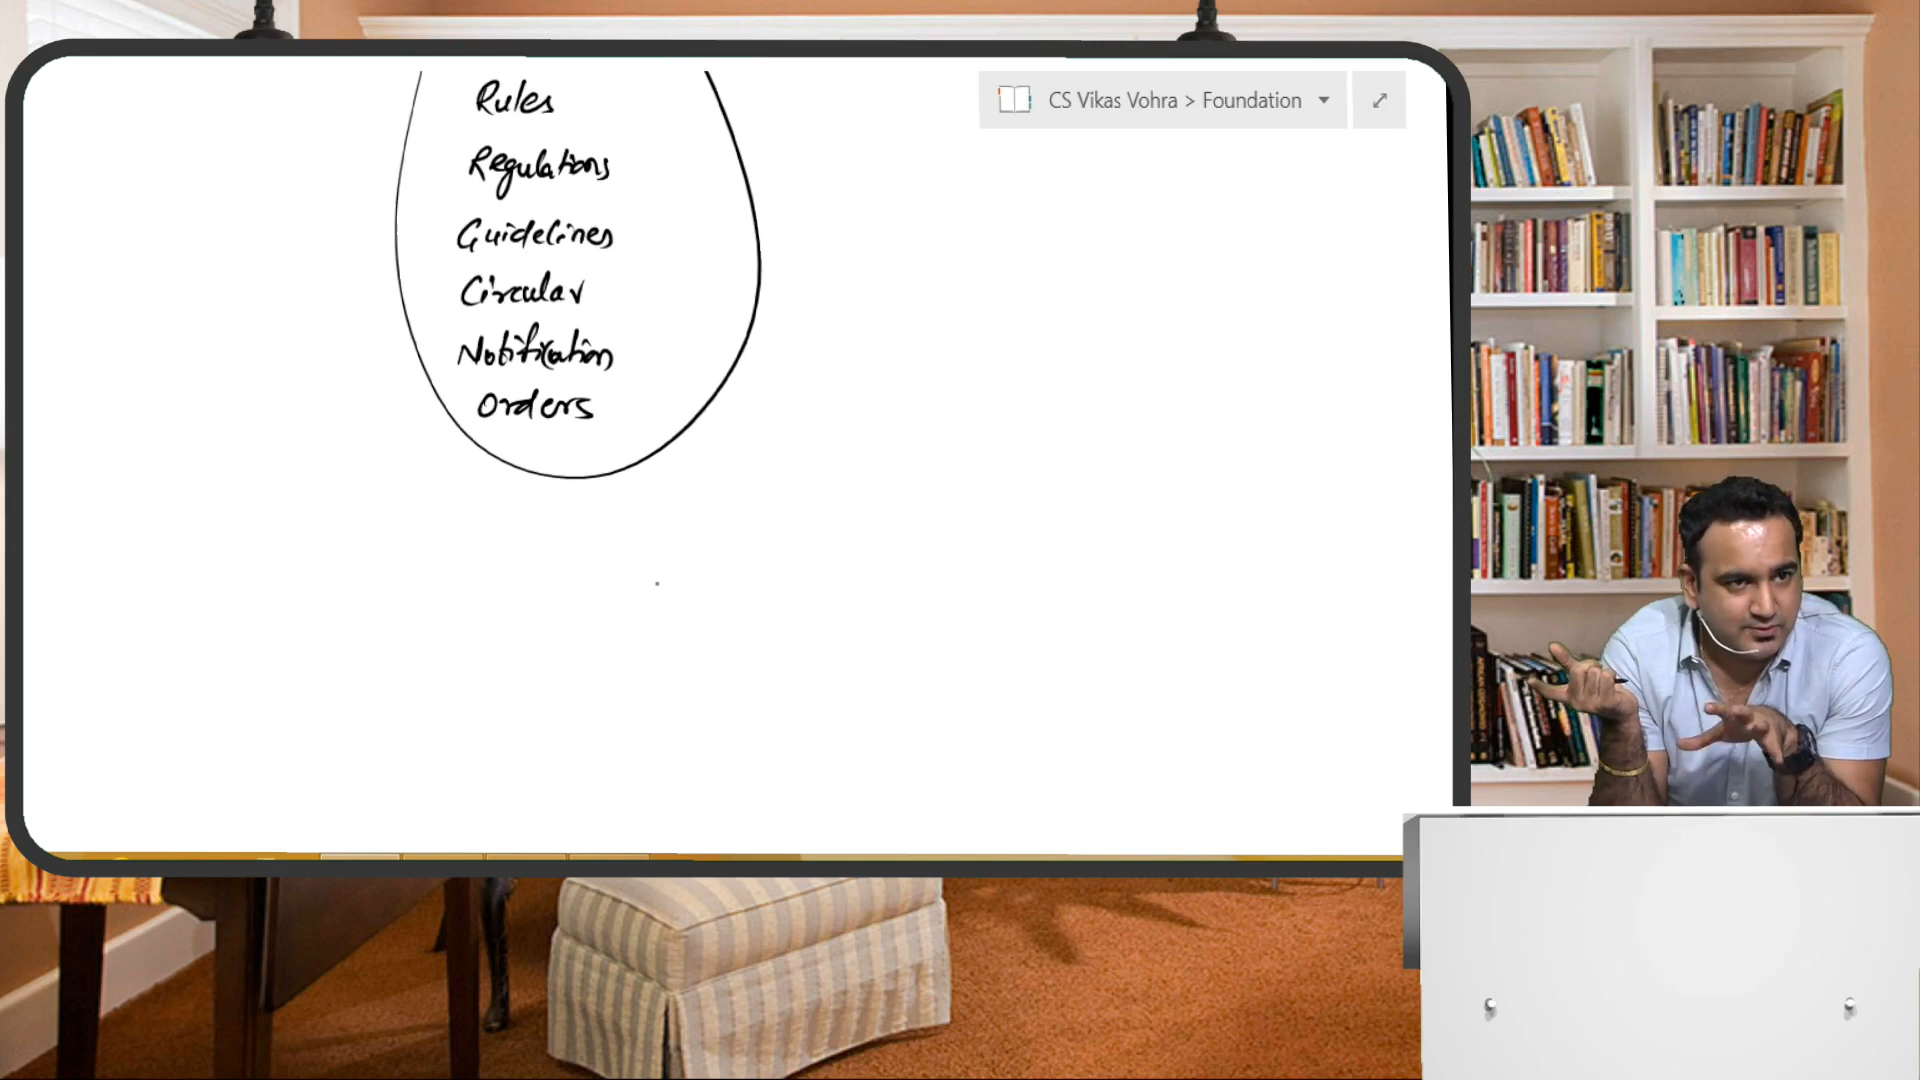 CS Vikas Vohra > Foundation
Rules
Regulations
Guidelines
Circular
Notification
Orders